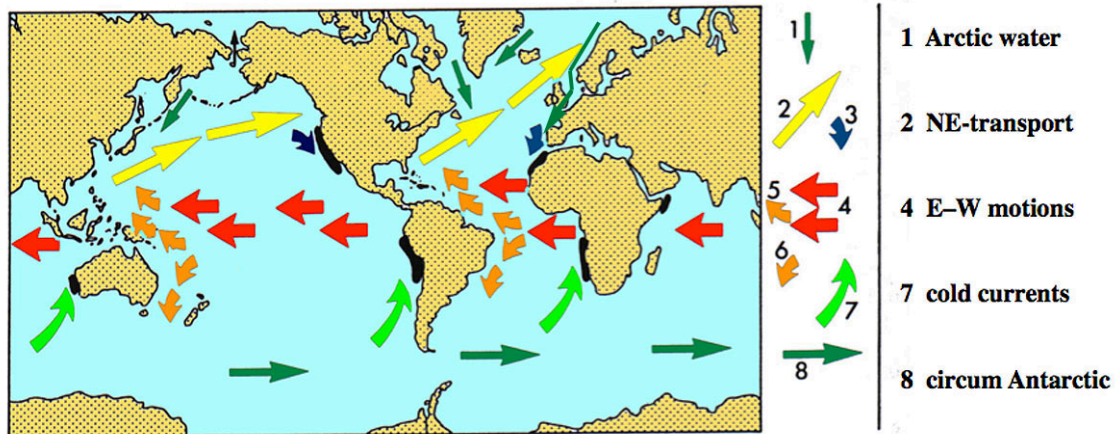 1
1 Arctic water
2
3
2 NE-transport
5
4
4 E–W motions
6
7
7 cold currents
8
8 circum Antarctic